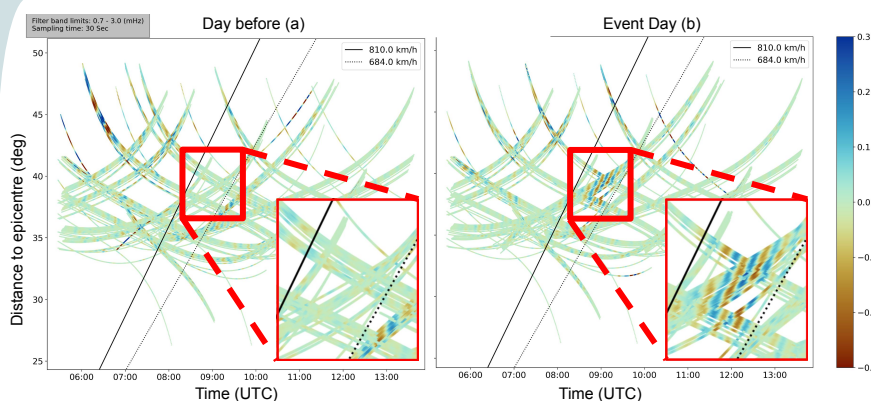 Filter band limits: 0.7 - 3.0 (mHz)
Sampling time: 30 Sec
Day before (a)
Event Day (b)
810.0 km/h
684.0 km/h
810.0 km/h
684.0 km/h
Distance to epicentre (deg)
50
45
40
35
30
25
06:00 07:00 08:00 09:00 10:00 11:00 12:00 13:00
06:00 07:00 08:00 09:00 10:00 11:00 12:00 13:00
Time (UTC)
Time (UTC)
0.3
0.2
0.
0.0
−0.
−0.
−0.